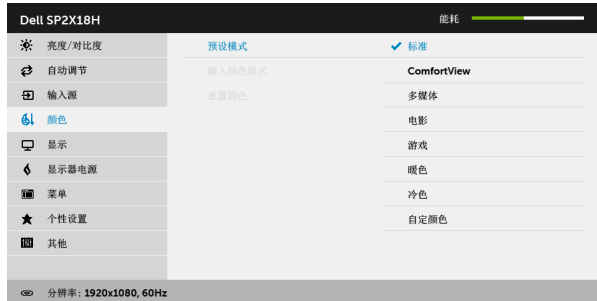 Dell SP2X18H 能耗
亮度/对比度 预设模式 标准
自动调节 输入颜色格式 ComfortView
输入源 重置颜色 多媒体
颜色 电影
显示 游戏
显示器电源 暖色
菜单 冷色
个性设置 自定颜色
其他
分辨率: 1920x1080, 60Hz